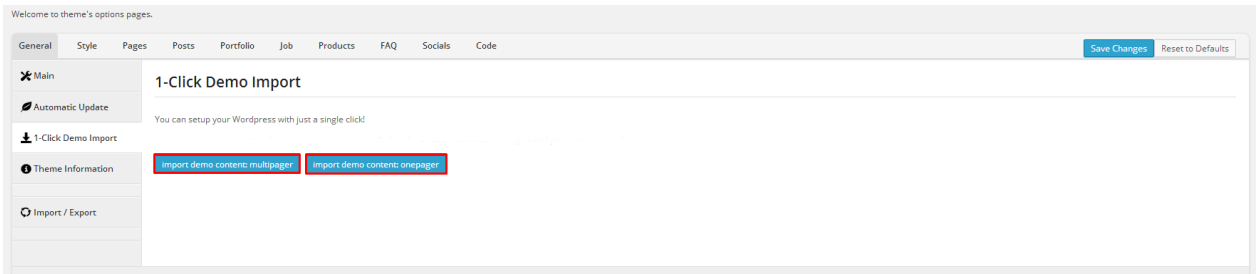 Welcome to theme's options pages.
General Style Pages Posts Portfolio Job Products FAQ Socials Code Save Changes Reset to Defaults
Main
1-Click Demo Import
Automatic Update
You can setup your Wordpress with just a single click!
1-Click Demo Import
import demo content: multipager import demo content: onepager
Theme Information
Import / Export